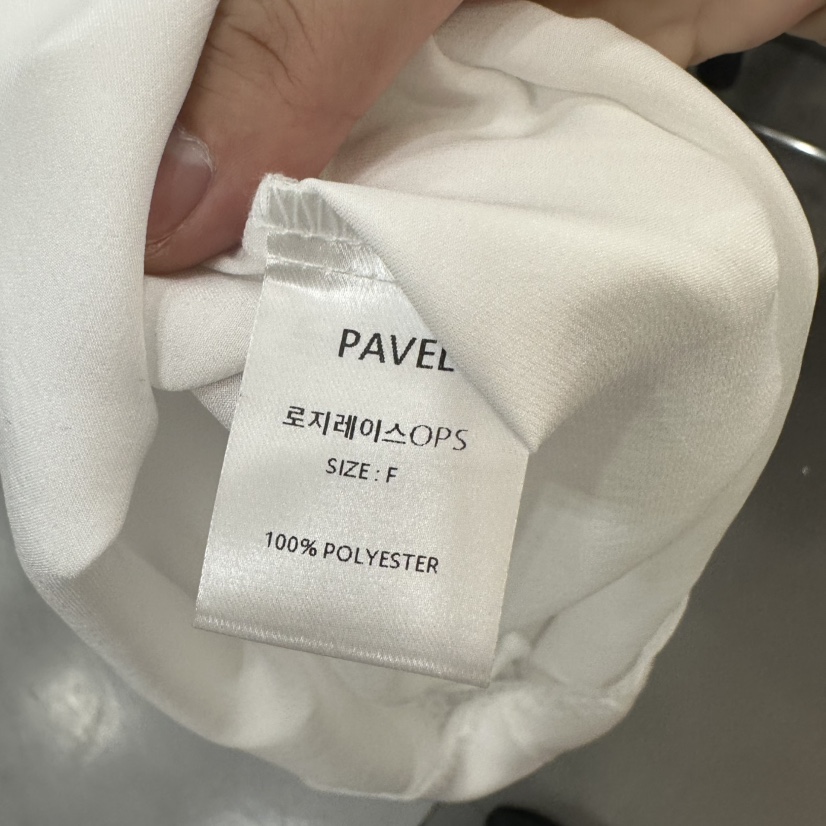 PAVEL
로지레이스OPS
SIZE : F
100% POLYESTER